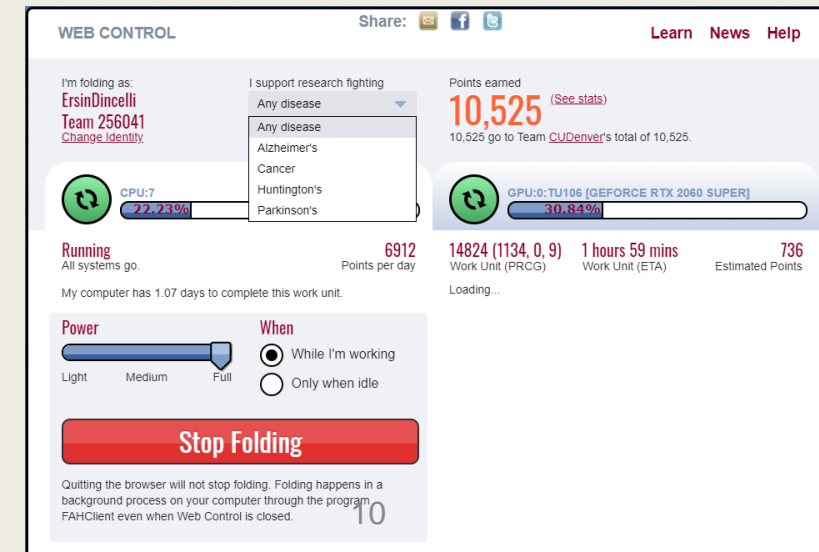 WEB CONTROL
Share:
Learn News Help
I'm folding as:
ErsinDincelli
Team 256041
Change Identity
I support research fighting
Any disease
Any disease
Alzheimer's
Cancer
Huntington's
Parkinson's
Points earned
10,525 (See stats)
10,525 go to Team CUDenver's total of 10,525.
CPU:7
22.23%
GPU:0:TU106 [GEFORCE RTX 2060 SUPER]
30.84%
Running
All systems go.
6912
Points per day
My computer has 1.07 days to complete this work unit.
14824 (1134, 0, 9)
Work Unit (PRCG)
1 hours 59 mins
Work Unit (ETA)
736
Estimated Points
Loading...
Power
Light Medium Full
When
While I'm working
Only when idle
Stop Folding
Quitting the browser will not stop folding. Folding happens in a
background process on your computer through the program
FAHClient even when Web Control is closed.
10